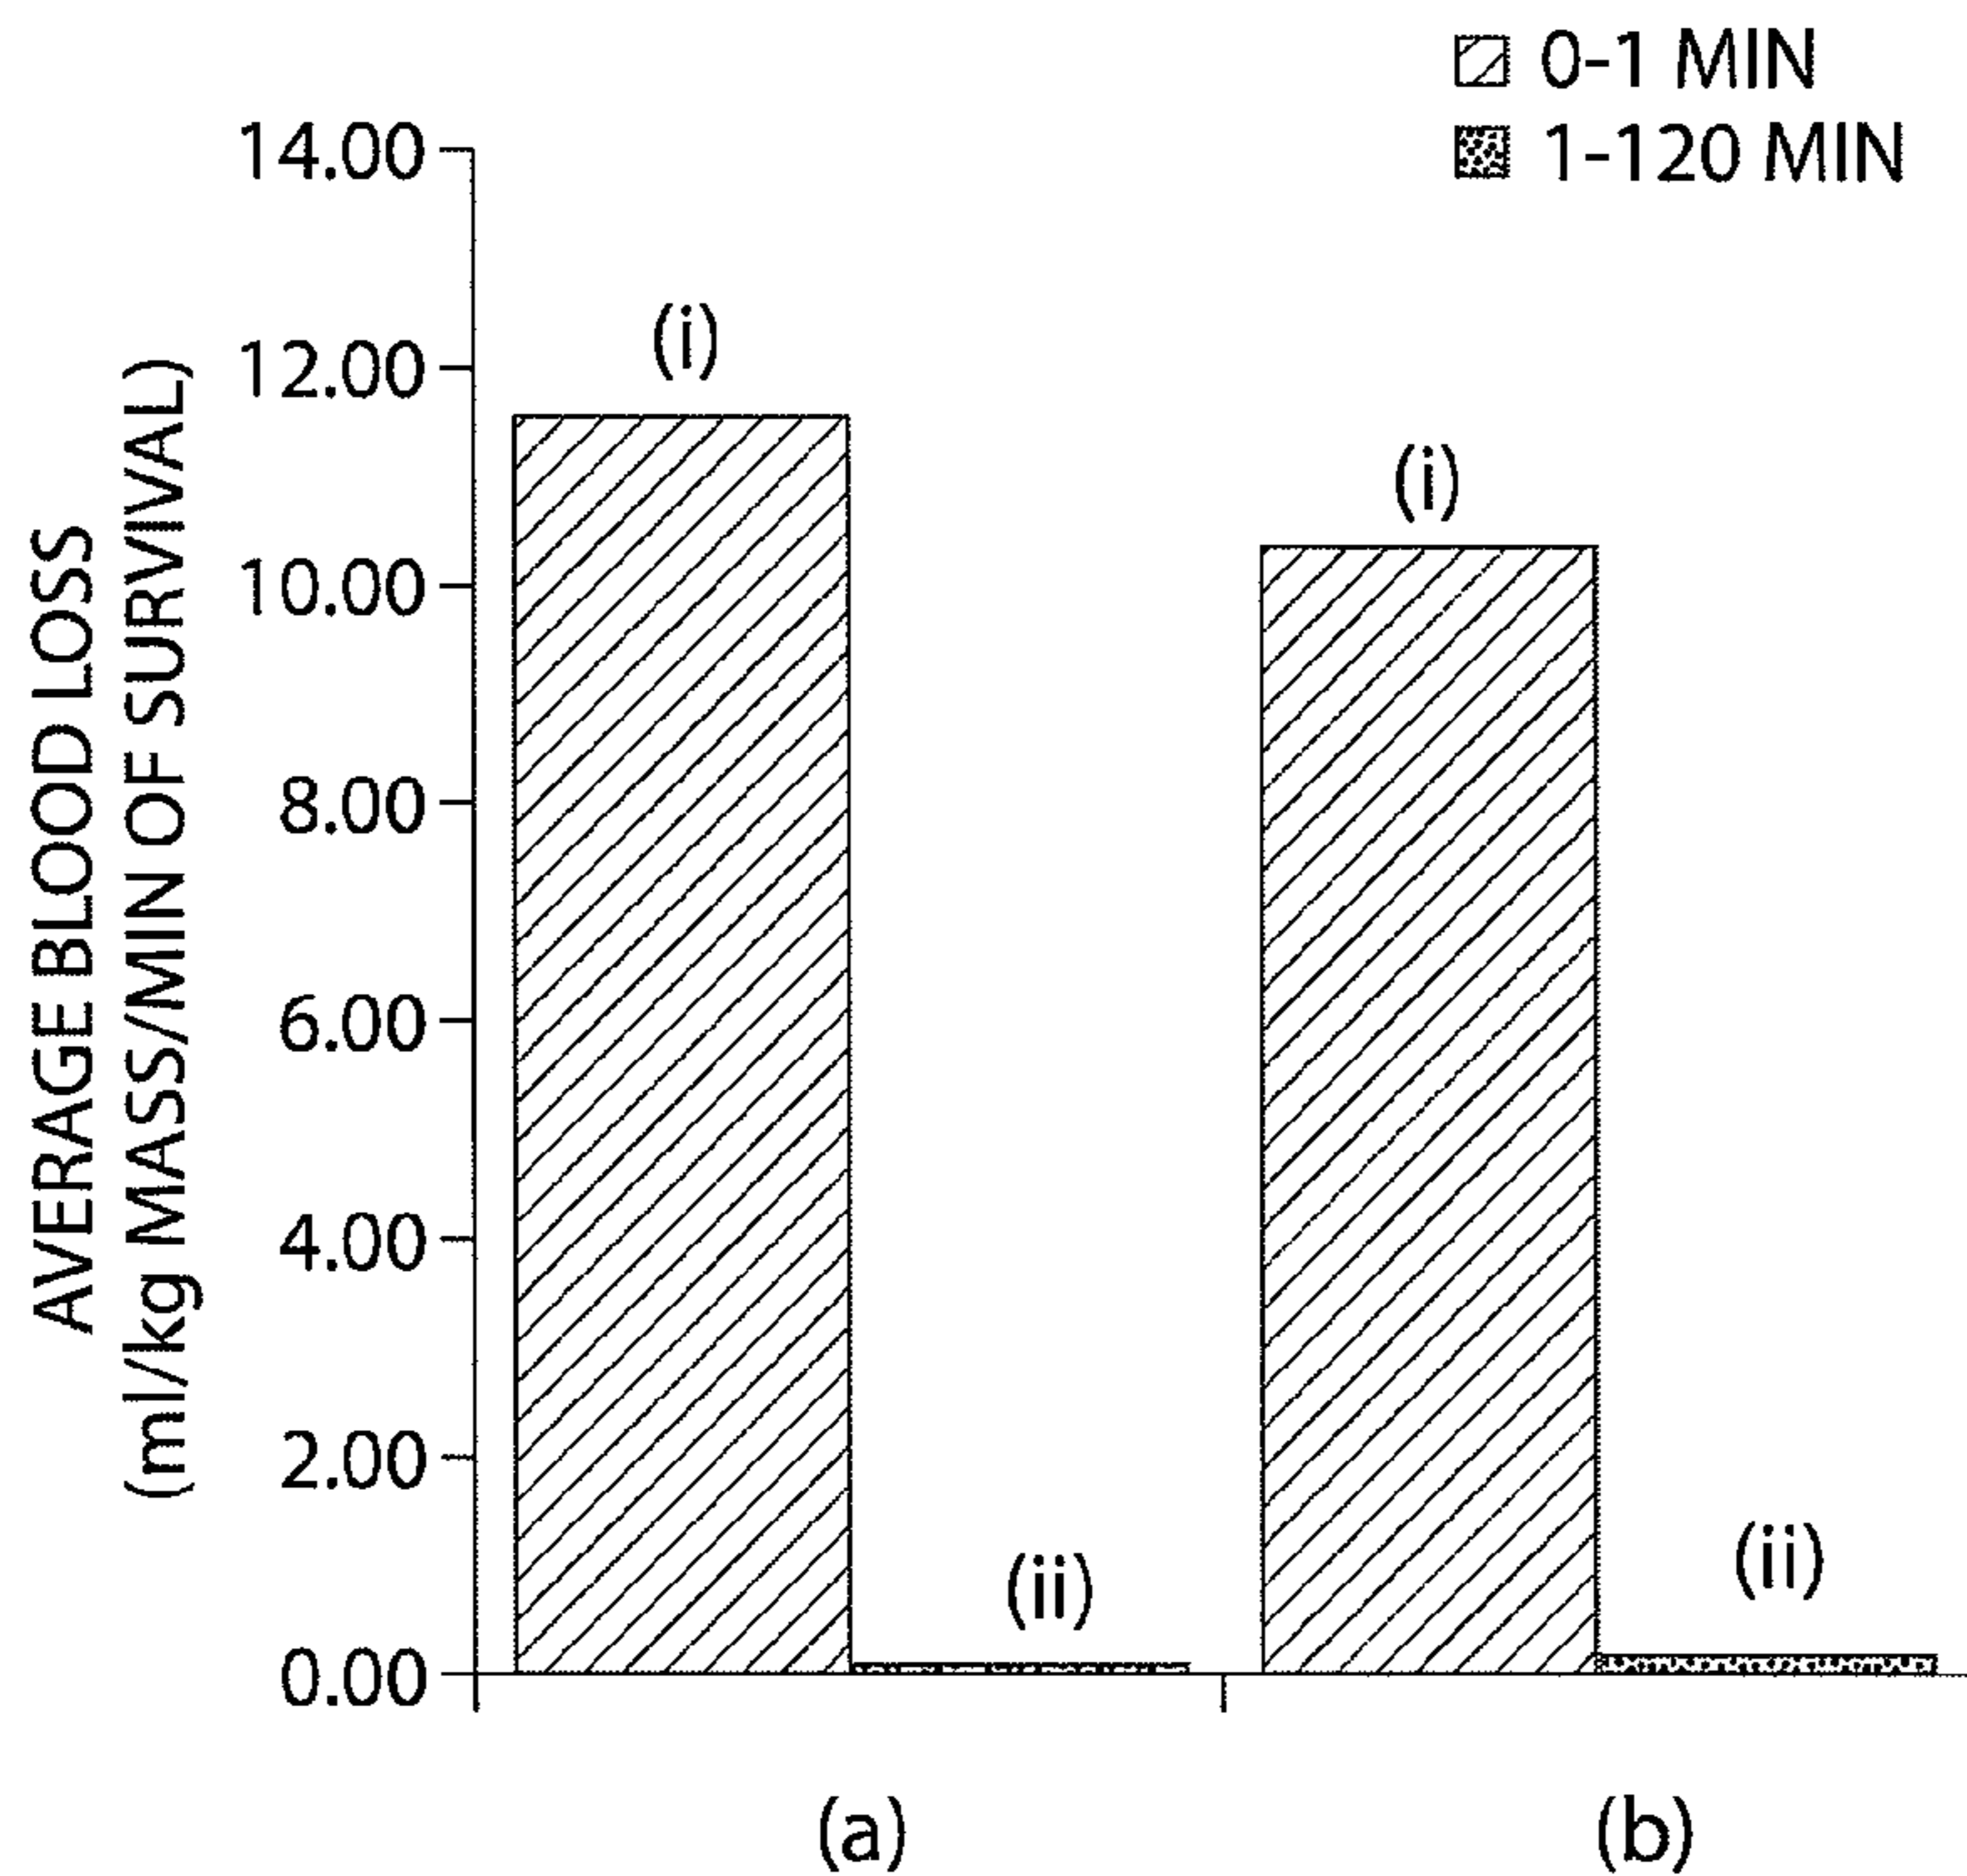 0-1 MIN
1-120 MIN
AVERAGE BLOOD LOSS
(ml/kg MASS/MIN OF SURVIVAL)
14.00
12.00
10.00
8.00
6.00
4.00
2.00
0.00
(i)
(ii)
(i)
(ii)
(a)
(b)